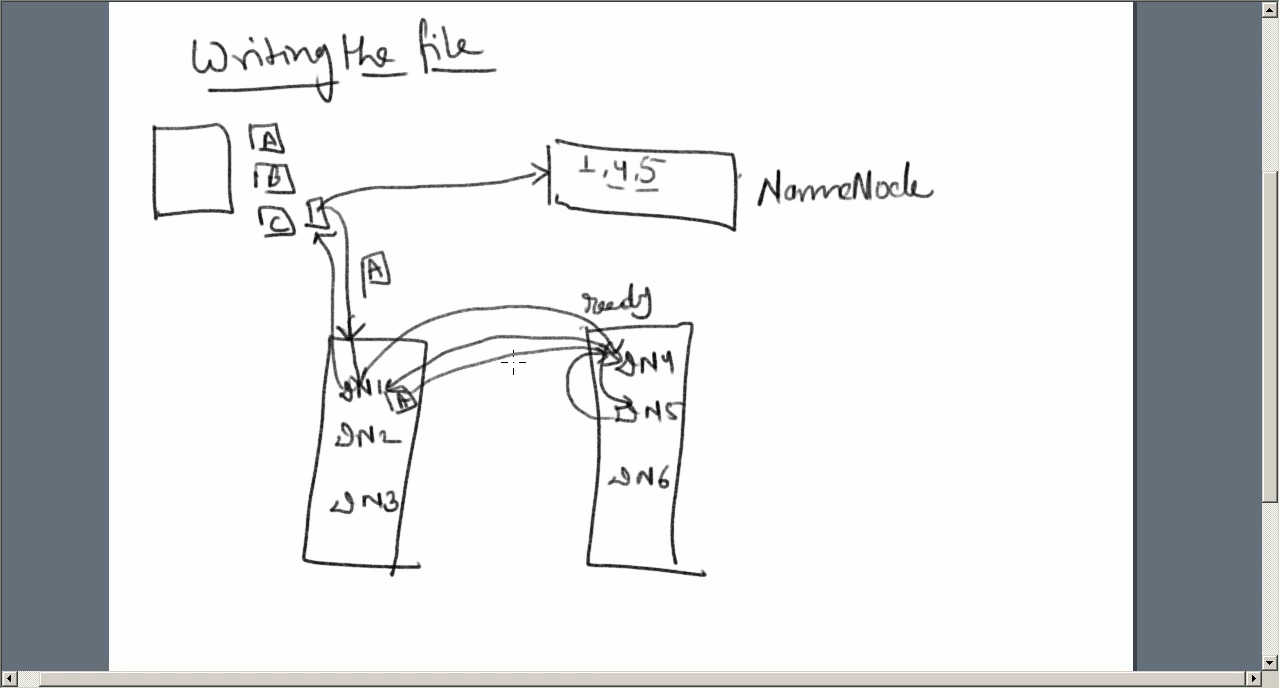 Writing the file
A
B
C
1,4,5
NameNode
A
ready
DN1
A
DN2
DN3
DN4
DN5
DN6